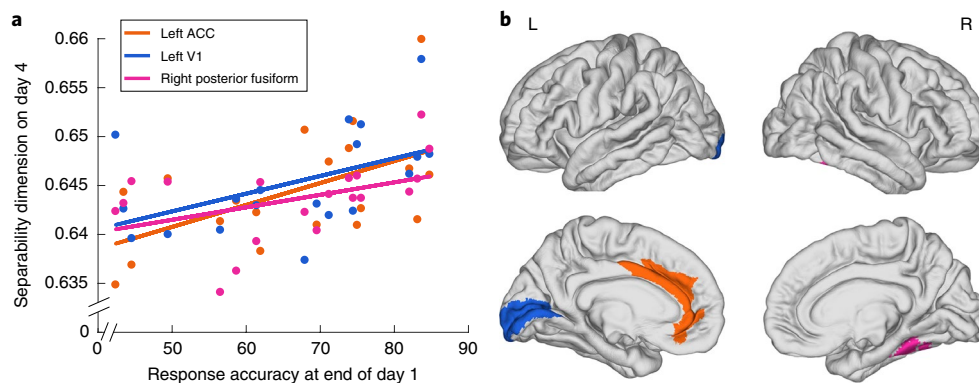 a
Left ACC
Left V1
Right posterior fusiform
Separability dimension on day 4
0.66
0.655
0.65
0.645
0.64
0.635
0
0 50 60 70 80 90
Response accuracy at end of day 1
b
L
R